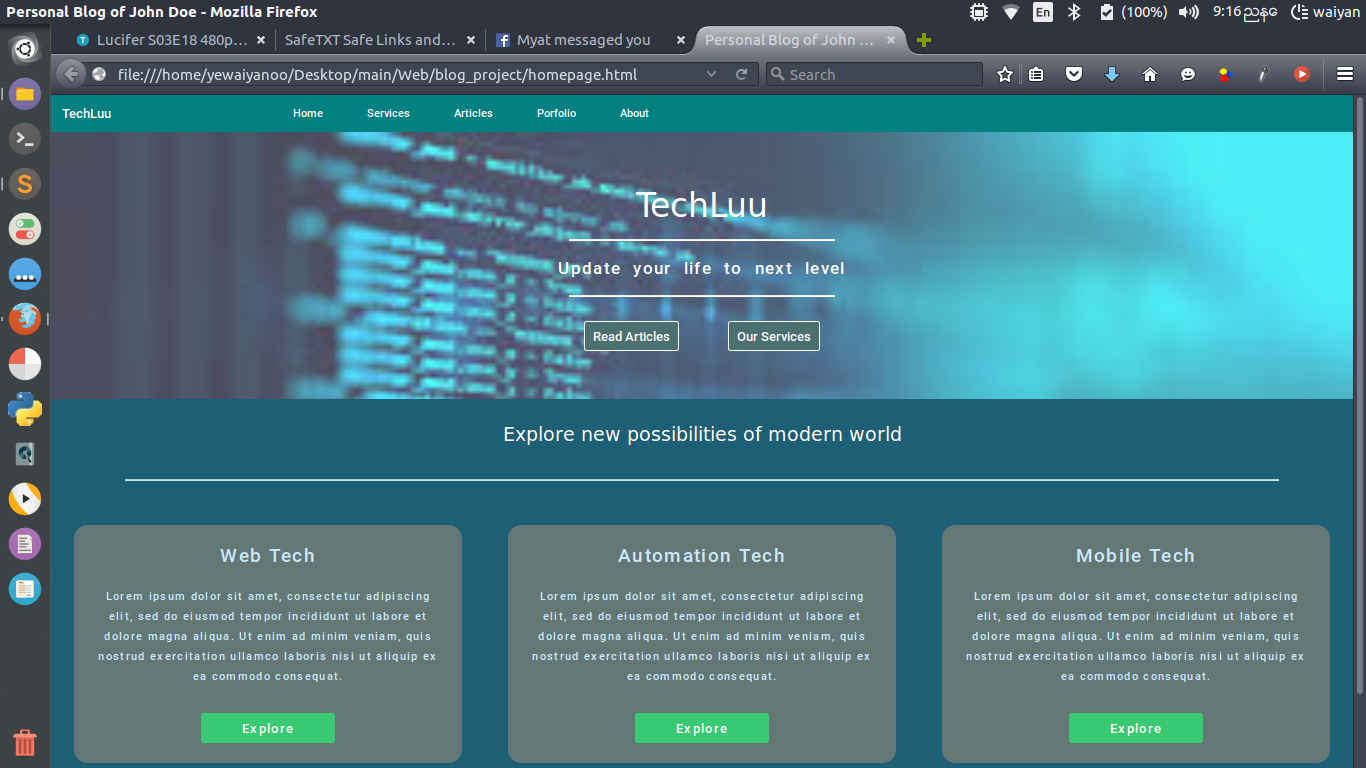 Personal Blog of John Doe - Mozilla Firefox
En (100%) 9:16 ညနေ waiyan
Lucifer S03E18 480p... SafeTXT Safe Links and... Myat messaged you Personal Blog of John ...
file:///home/yewaiyanoo/Desktop/main/Web/blog_project/homepage.html Search
TechLuu Home Services Articles Porfolio About
TechLuu
Update your life to next level
Read Articles Our Services
Explore new possibilities of modern world
Web Tech
Lorem ipsum dolor sit amet, consectetur adipiscing
elit, sed do eiusmod tempor incididunt ut labore et
dolore magna aliqua. Ut enim ad minim veniam, quis
nostrud exercitation ullamco laboris nisi ut aliquip ex
ea commodo consequat.
Explore
Automation Tech
Lorem ipsum dolor sit amet, consectetur adipiscing
elit, sed do eiusmod tempor incididunt ut labore et
dolore magna aliqua. Ut enim ad minim veniam, quis
nostrud exercitation ullamco laboris nisi ut aliquip ex
ea commodo consequat.
Explore
Mobile Tech
Lorem ipsum dolor sit amet, consectetur adipiscing
elit, sed do eiusmod tempor incididunt ut labore et
dolore magna aliqua. Ut enim ad minim veniam, quis
nostrud exercitation ullamco laboris nisi ut aliquip ex
ea commodo consequat.
Explore